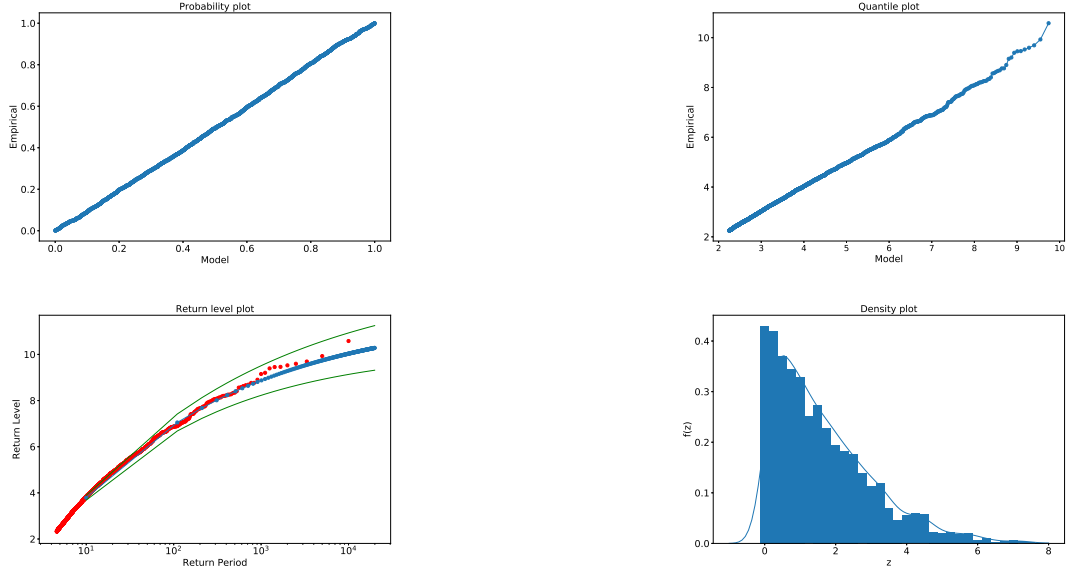 Probability plot
1.0
0.8
0.6
0.4
0.2
0.0
Empirical
0.0 0.2 0.4 0.6 0.8 1.0
Model
Quantile plot
10
8
6
4
2
Empirical
2 3 4 5 6 7 8 9 10
Model
Return level plot
10
8
6
4
2
Return Level
10¹ 10² 10³ 10⁴
Return Period
Density plot
0.4
0.3
0.2
0.1
0.0
f(z)
0 2 4 6 8
z